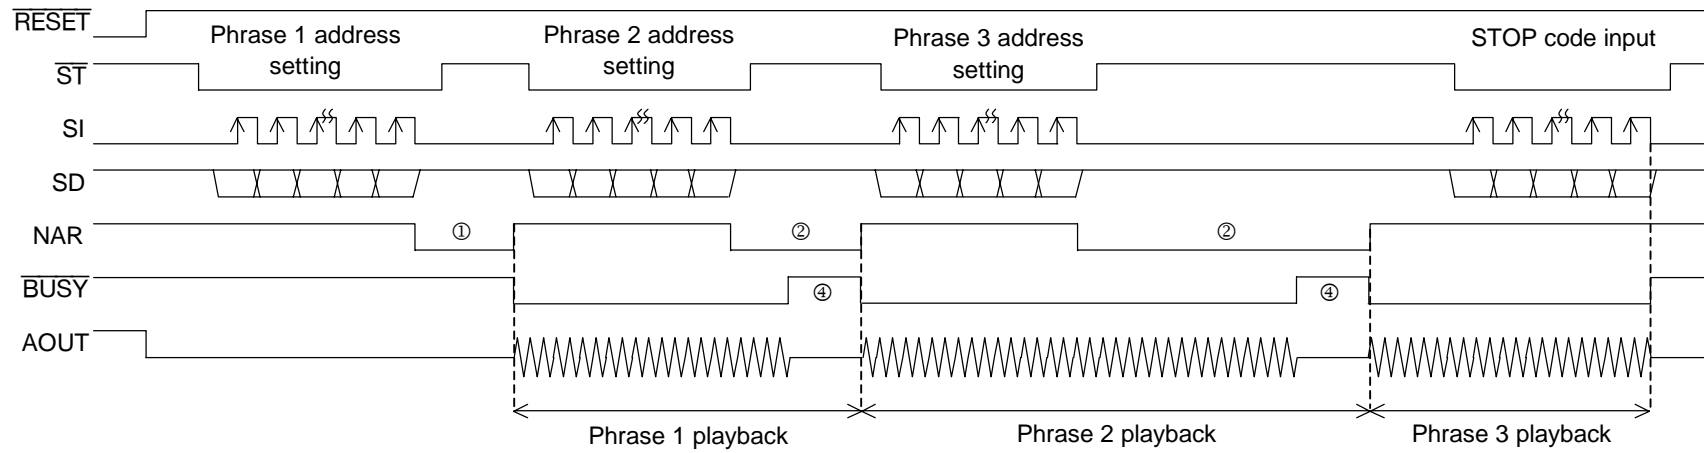 RESET
Phrase 1 address
setting
Phrase 2 address
setting
Phrase 3 address
setting
STOP code input
ST
SI
SD
NAR
① ② ②
BUSY
④ ④
AOUT
Phrase 1 playback
Phrase 2 playback
Phrase 3 playback